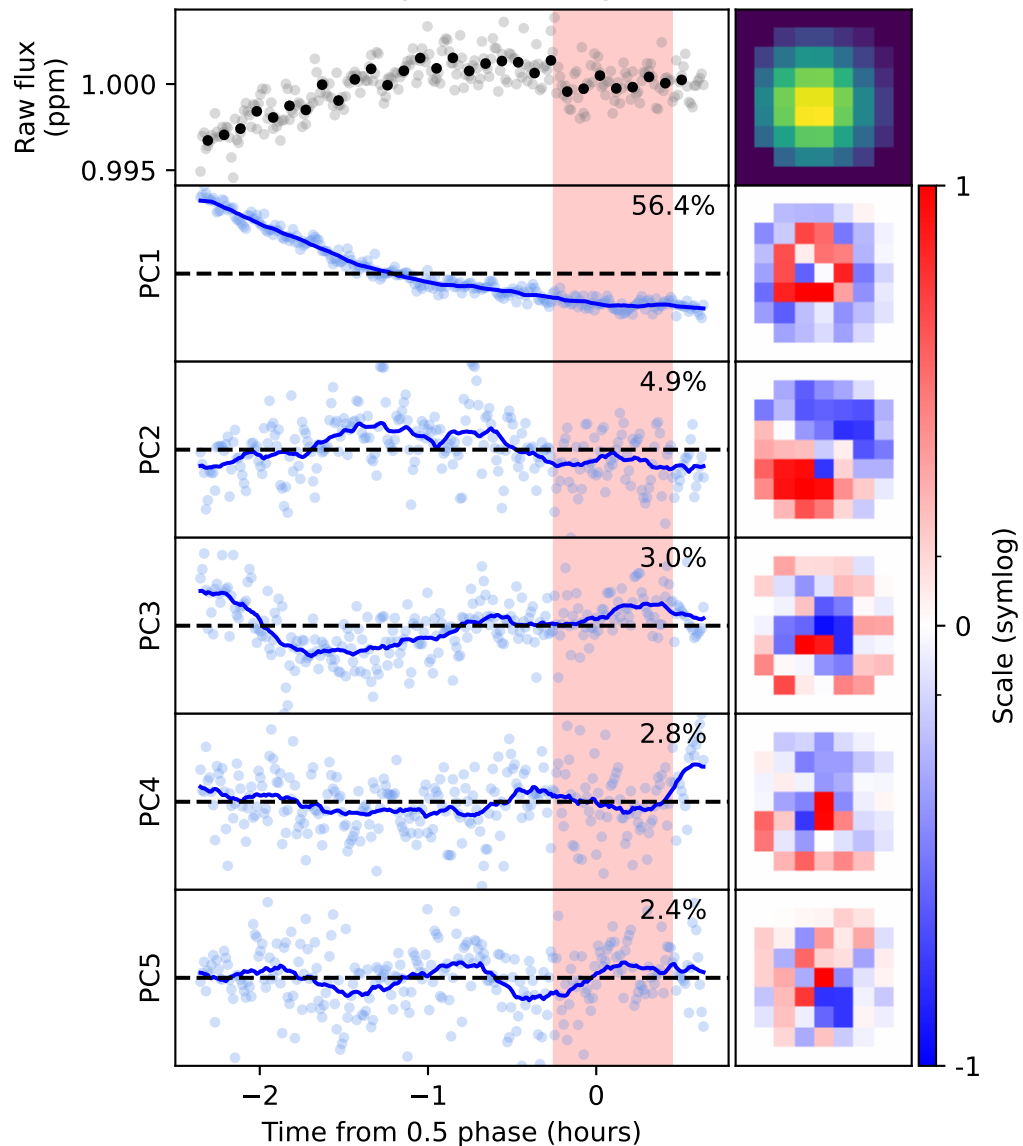 Raw flux
(ppm)
1.000
0.995
PC1
56.4%
PC2
4.9%
PC3
3.0%
PC4
2.8%
PC5
2.4%
−2
−1
0
Time from 0.5 phase (hours)
1
0
-1
Scale (symlog)